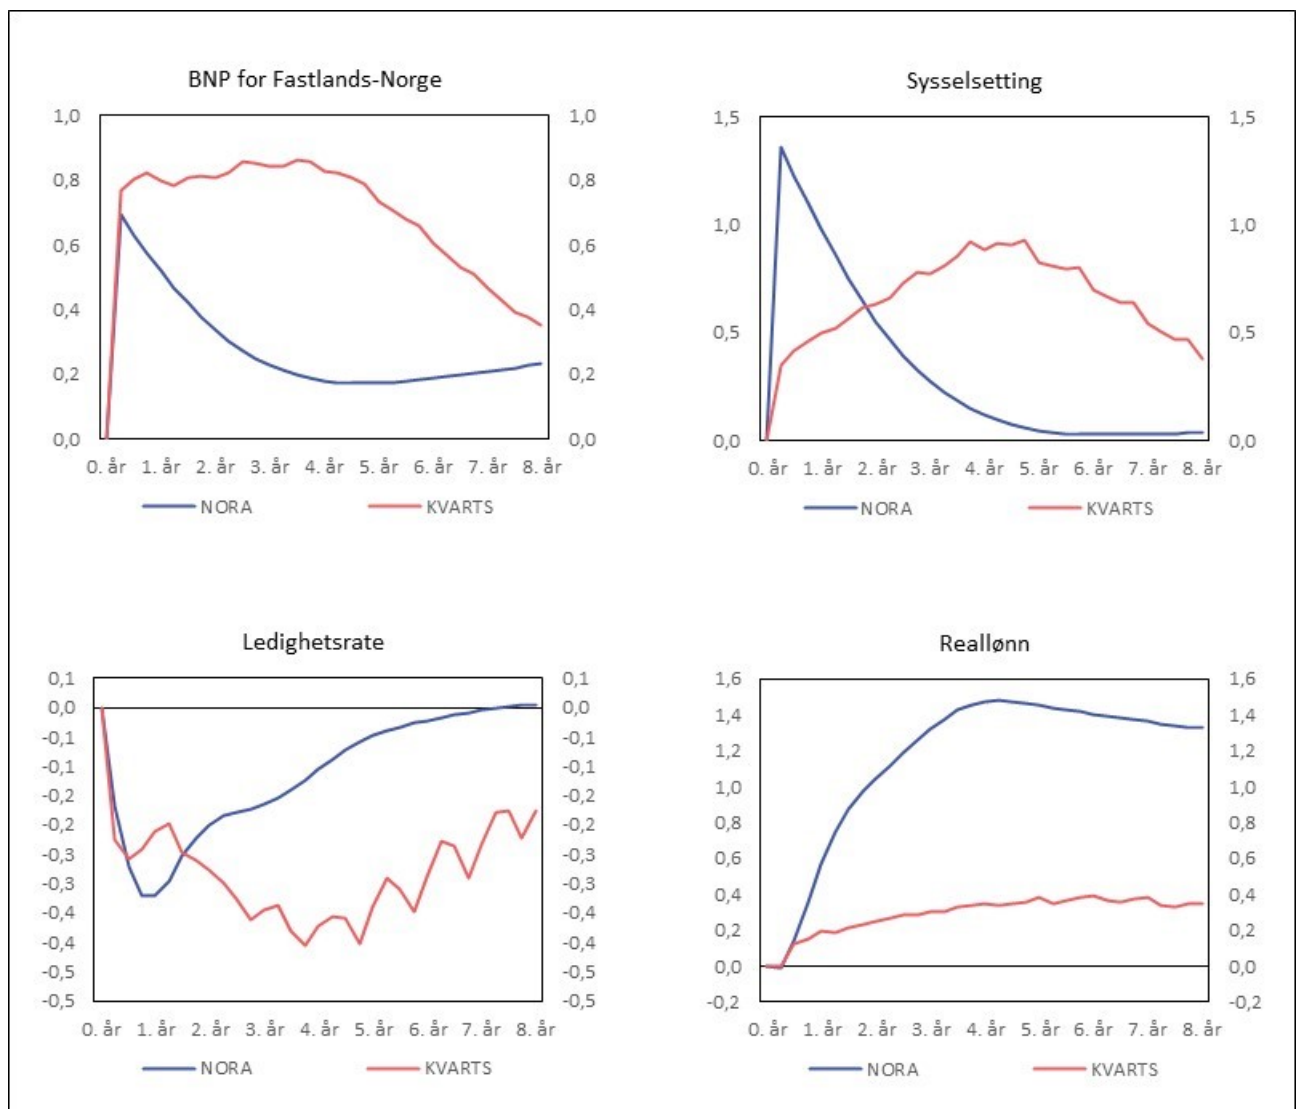 BNP for Fastlands-Norge
1,0 1,0
0,8 0,8
0,6 0,6
0,4 0,4
0,2 0,2
0,0 0,0
0. år 1. år 2. år 3. år 4. år 5. år 6. år 7. år 8. år
NORA KVARTS
Sysselsetting
1,5 1,5
1,0 1,0
0,5 0,5
0,0 0,0
0. år 1. år 2. år 3. år 4. år 5. år 6. år 7. år 8. år
NORA KVARTS
Ledighetsrate
0,1 0,1
0,0 0,0
-0,1 -0,1
-0,1 -0,1
-0,2 -0,2
-0,2 -0,2
-0,3 -0,3
-0,3 -0,3
-0,4 -0,4
-0,4 -0,4
-0,5 -0,5
-0,5 -0,5
0. år 1. år 2. år 3. år 4. år 5. år 6. år 7. år 8. år
NORA KVARTS
Reallønn
1,6 1,6
1,4 1,4
1,2 1,2
1,0 1,0
0,8 0,8
0,6 0,6
0,4 0,4
0,2 0,2
0,0 0,0
-0,2 -0,2
0. år 1. år 2. år 3. år 4. år 5. år 6. år 7. år 8. år
NORA KVARTS